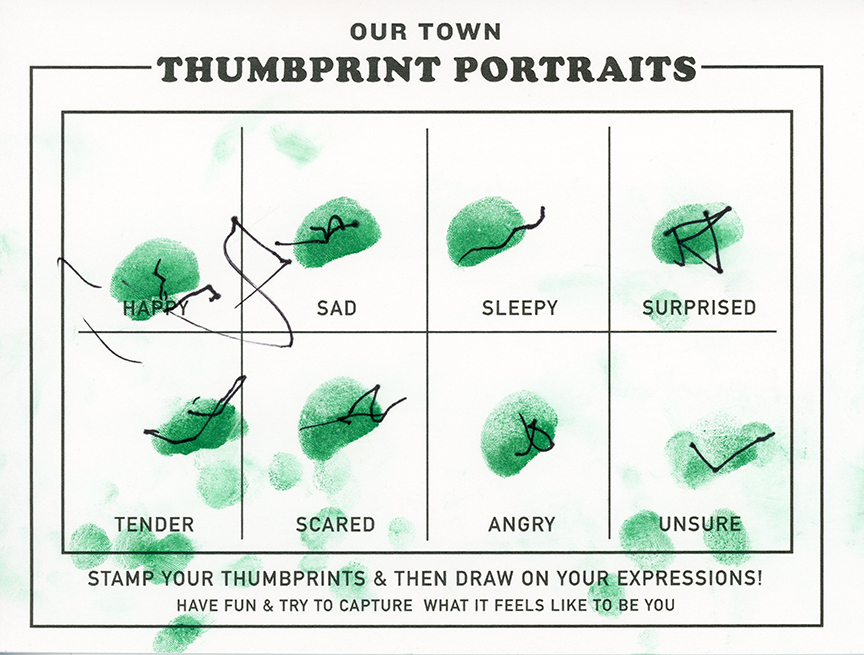 OUR TOWN
THUMBPRINT PORTRAITS
HAPPY
SAD
SLEEPY
SURPRISED
TENDER
SCARED
ANGRY
UNSURE
STAMP YOUR THUMBPRINTS & THEN DRAW ON YOUR EXPRESSIONS!
HAVE FUN & TRY TO CAPTURE WHAT IT FEELS LIKE TO BE YOU